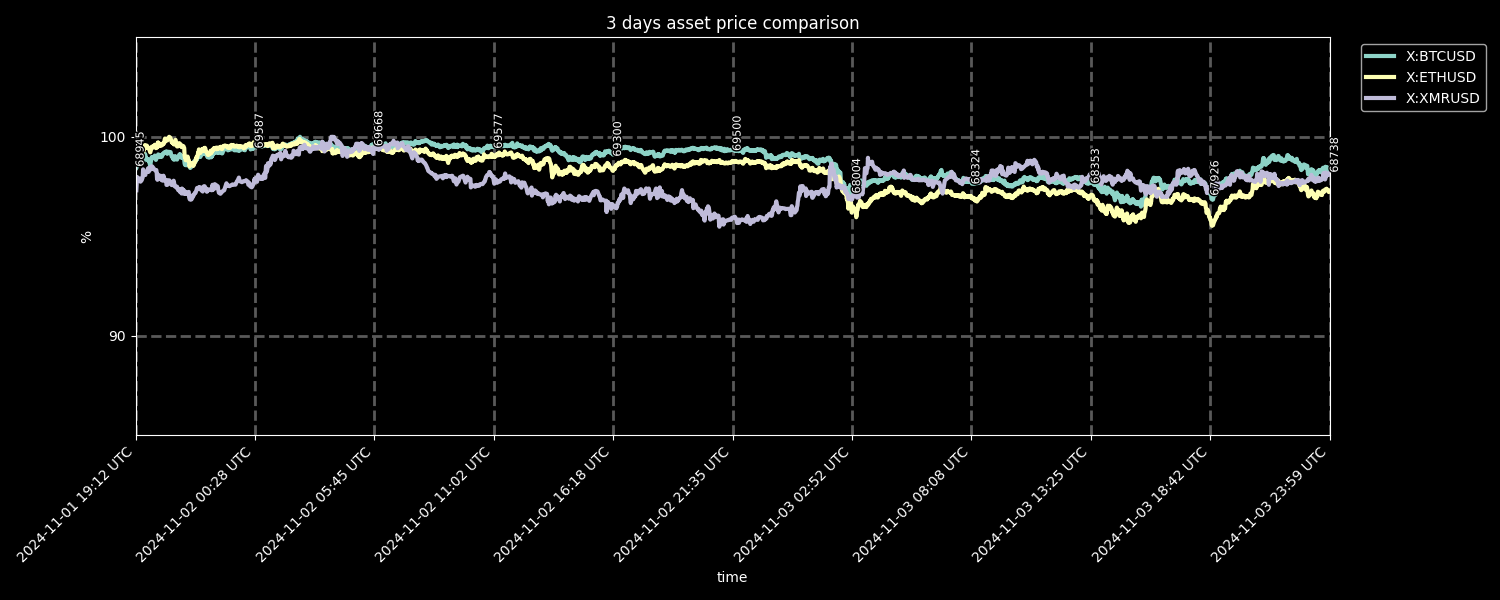 3 days asset price comparison
X:BTCUSD
X:ETHUSD
X:XMRUSD
100
90
%
68945
69587
69668
69577
69300
69500
68004
68324
68353
67926
68738
2024-11-01 19:12 UTC
2024-11-02 00:28 UTC
2024-11-02 05:45 UTC
2024-11-02 11:02 UTC
2024-11-02 16:18 UTC
2024-11-02 21:35 UTC
2024-11-03 02:52 UTC
2024-11-03 08:08 UTC
2024-11-03 13:25 UTC
2024-11-03 18:42 UTC
2024-11-03 23:59 UTC
time